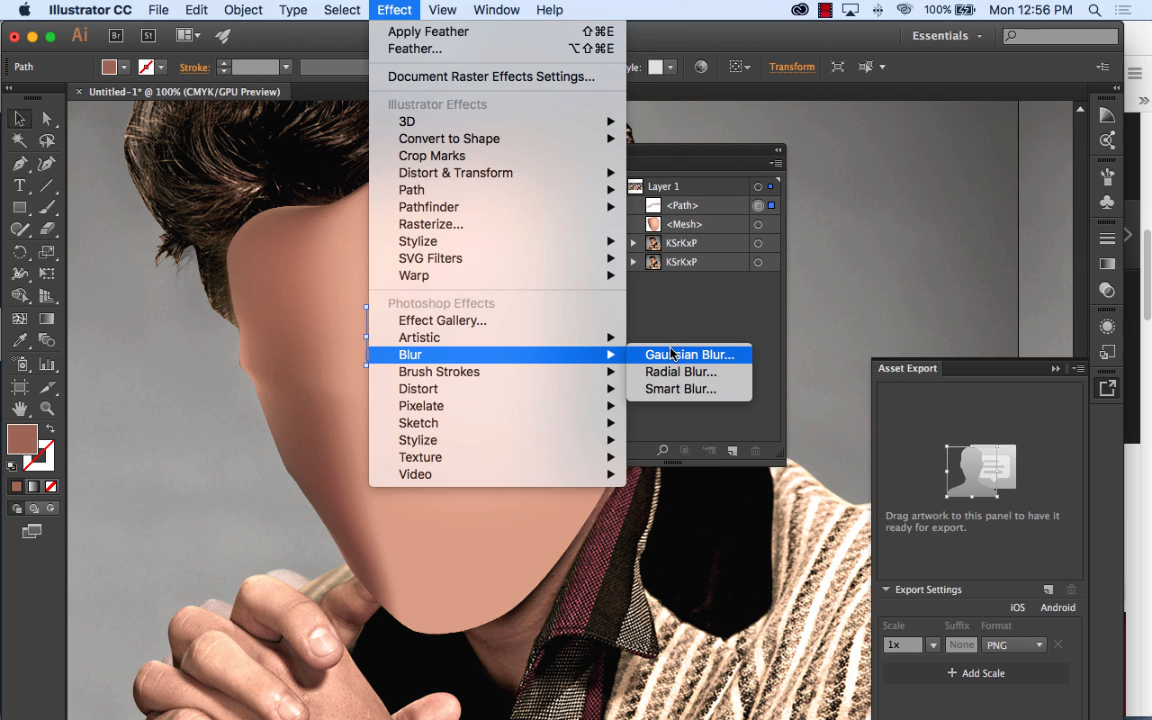 Illustrator CC File Edit Object Type Select Effect View Window Help 100% Mon 12:56 PM
Ai Br St Essentials
Path Stroke: yle: Transform
× Untitled-1* @ 100% (CMYK/GPU Preview)
Apply Feather ⇧⌘E
Feather... ⌥⇧⌘E
Document Raster Effects Settings...
Illustrator Effects
3D
Convert to Shape
Crop Marks
Distort & Transform
Path
Pathfinder
Rasterize...
Stylize
SVG Filters
Warp
Photoshop Effects
Effect Gallery...
Artistic
Blur
Brush Strokes
Distort
Pixelate
Sketch
Stylize
Texture
Video
Gaussian Blur...
Radial Blur...
Smart Blur...
Layer 1
<Path>
<Mesh>
KSrKxP
KSrKxP
Asset Export
Drag artwork to this panel to have it
ready for export.
Export Settings
iOS Android
Scale Suffix Format
1x None PNG
+ Add Scale